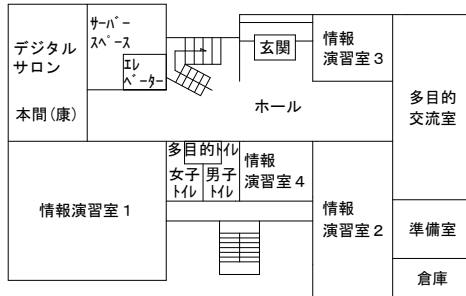 デジタル
サロン
本間(康)
サーバー
スペース
エレ
ベーター
玄関
情報
演習室3
ホール
多目的
交流室
多目的トイレ
女子
トイレ
男子
トイレ
情報
演習室4
情報演習室1
情報
演習室2
準備室
倉庫